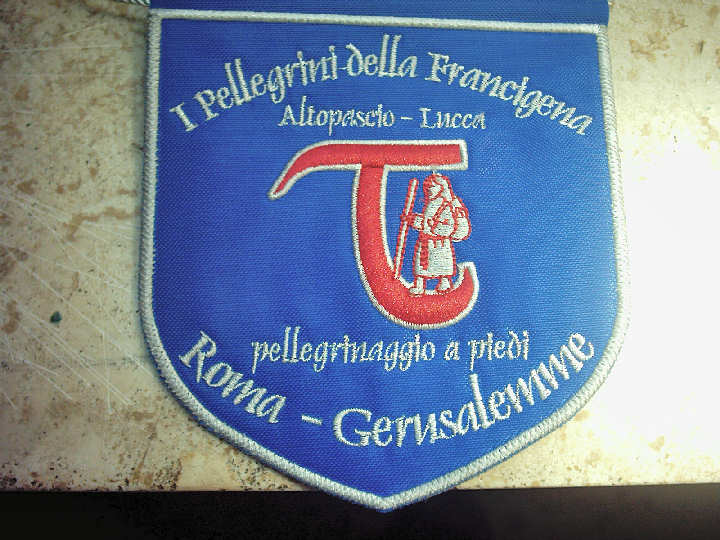 I Pellegrini della Francigena
Altopascio - Lucca
pellegrinaggio a piedi
Roma - Gerusalemme